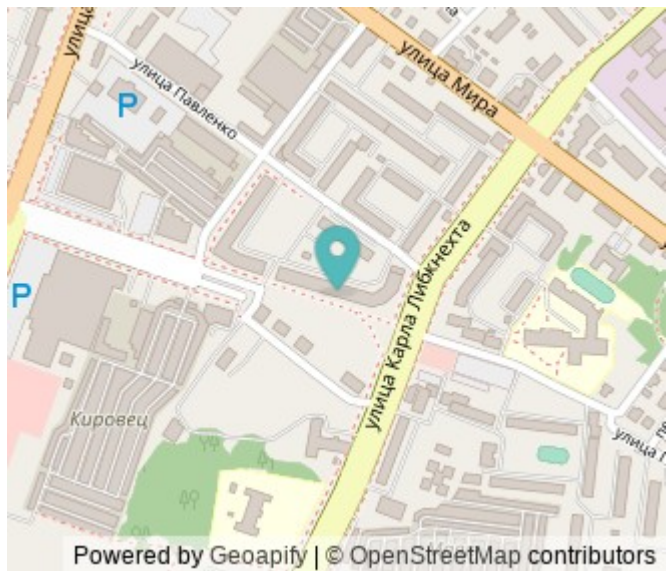 улица
улица Мира
улица Павленко
P
улица Карла Либкнехта
P
Кировец
улица П
Powered by Geoapify | © OpenStreetMap contributors